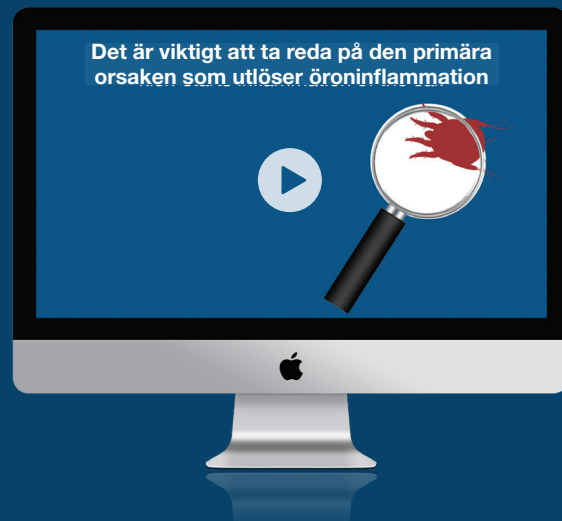 Det är viktigt att ta reda på den primära
orsaken som utlöser öroninflammation